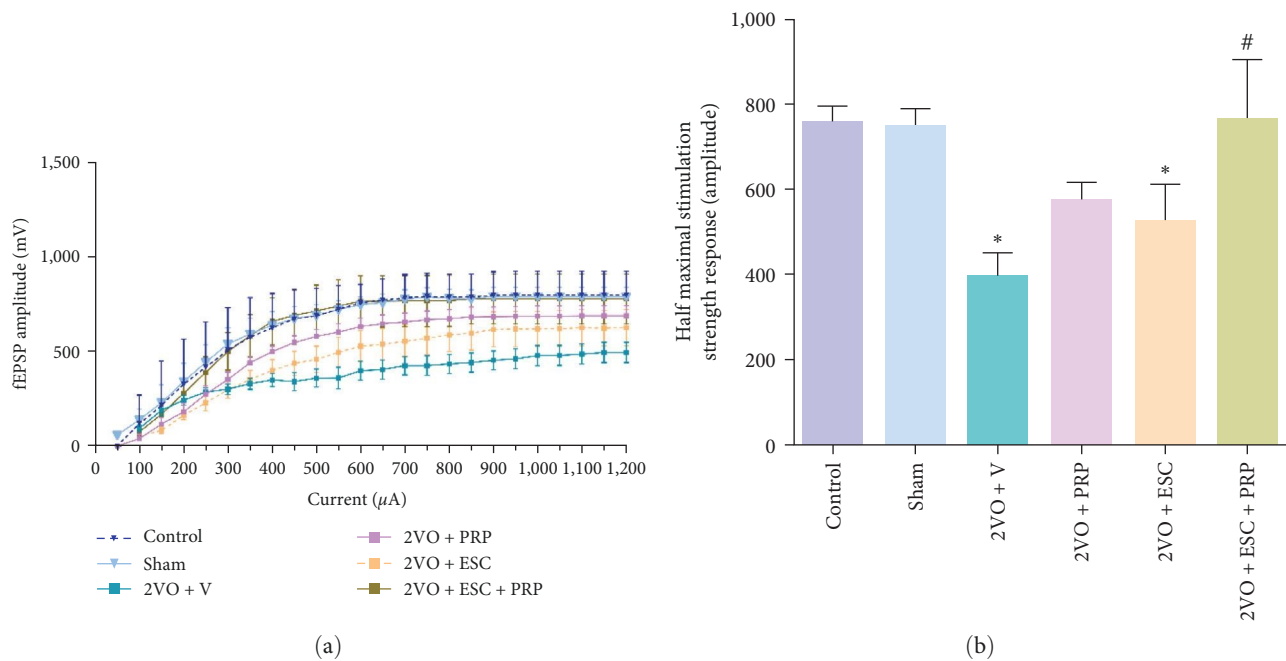 1,500
1,000
500
0
fEPSP amplitude (mV)
0 100 200 300 400 500 600 700 800 900 1,000 1,100 1,200
Current (µA)
Control
Sham
2VO + V
2VO + PRP
2VO + ESC
2VO + ESC + PRP
(a)
1,000
800
600
400
200
0
Half maximal stimulation
strength response (amplitude)
*
*
#
Control
Sham
2VO + V
2VO + PRP
2VO + ESC
2VO + ESC + PRP
(b)